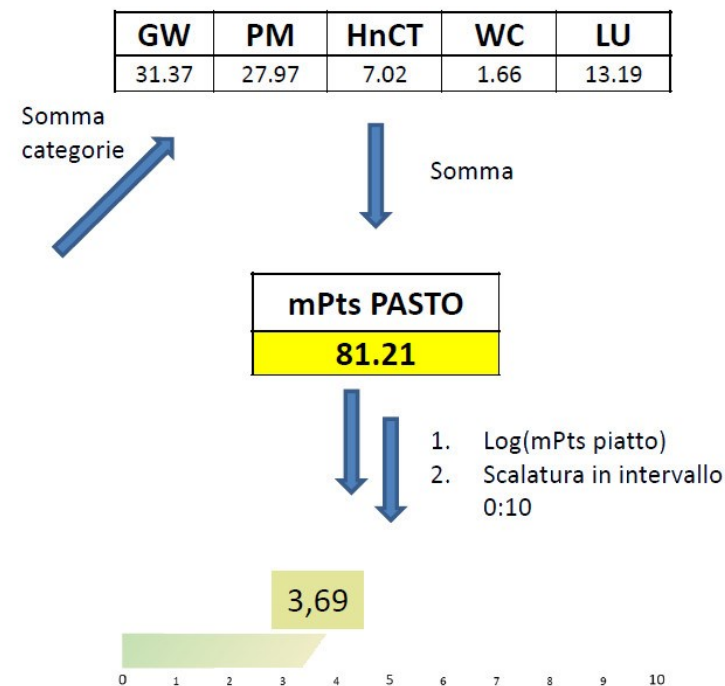 GW PM HnCT WC LU
31.37 27.97 7.02 1.66 13.19
Somma
categorie
Somma
mPts PASTO
81.21
1. Log(mPts piatto)
2. Scalatura in intervallo
0:10
3,69
0 1 2 3 4 5 6 7 8 9 10